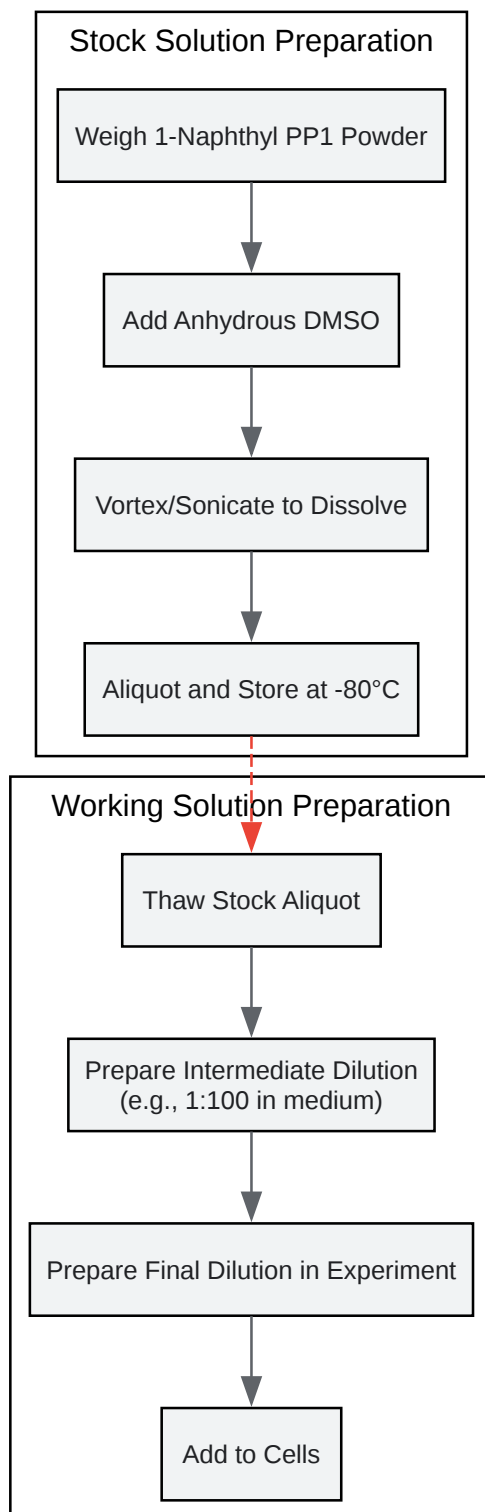 Stock Solution Preparation
Weigh 1-Naphthyl PP1 Powder
Add Anhydrous DMSO
Vortex/Sonicate to Dissolve
Aliquot and Store at -80°C
Working Solution Preparation
Thaw Stock Aliquot
Prepare Intermediate Dilution
(e.g., 1:100 in medium)
Prepare Final Dilution in Experiment
Add to Cells